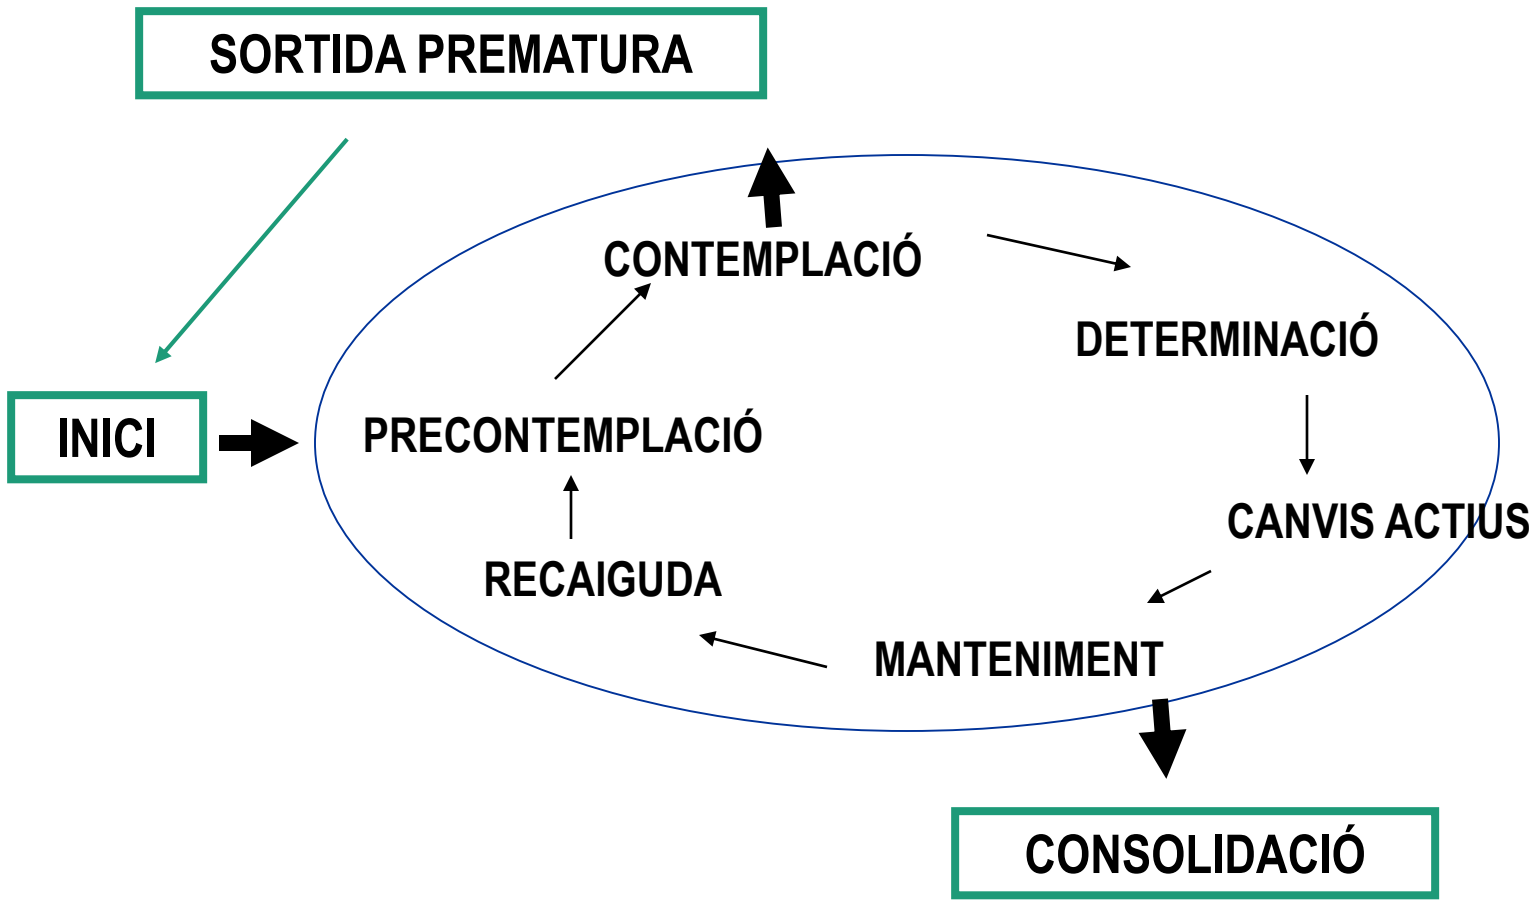 SORTIDA PREMATURA
CONTEMPLACIÓ
DETERMINACIÓ
INICI
PRECONTEMPLACIÓ
CANVIS ACTIUS
RECAIGUDA
MANTENIMENT
CONSOLIDACIÓ